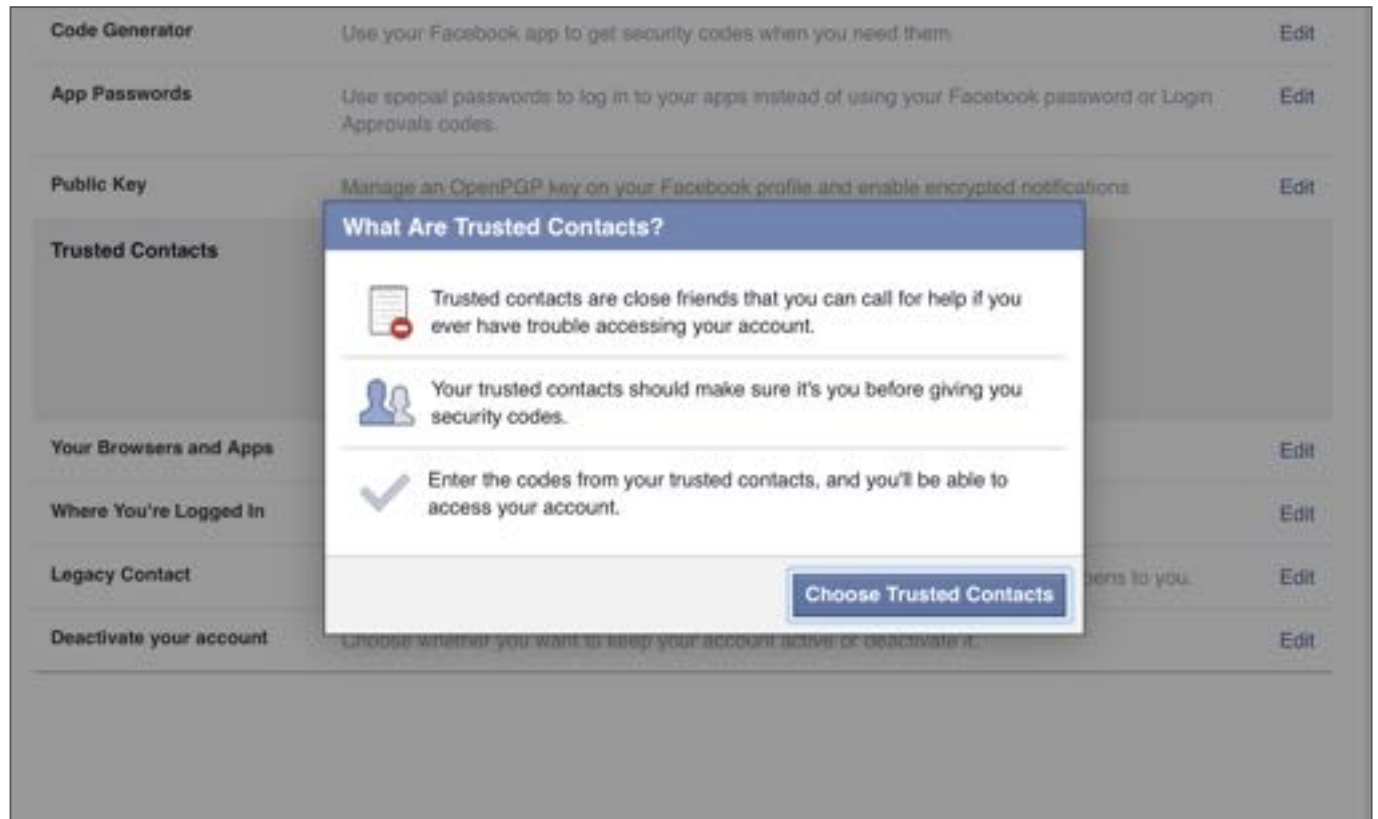 Code Generator
Use your Facebook app to get security codes when you need them.
Edit
App Passwords
Use special passwords to log in to your apps instead of using your Facebook password or Login
Approvals codes.
Edit
Public Key
Manage an OpenPGP key on your Facebook profile and enable encrypted notifications
Edit
Trusted Contacts
What Are Trusted Contacts?
Trusted contacts are close friends that you can call for help if you
ever have trouble accessing your account.
Your trusted contacts should make sure it's you before giving you
security codes.
Enter the codes from your trusted contacts, and you'll be able to
access your account.
Choose Trusted Contacts
Your Browsers and Apps
Edit
Where You're Logged In
Edit
Legacy Contact
to you.
Edit
Deactivate your account
Choose whether you want to keep your account active or deactivate it.
Edit